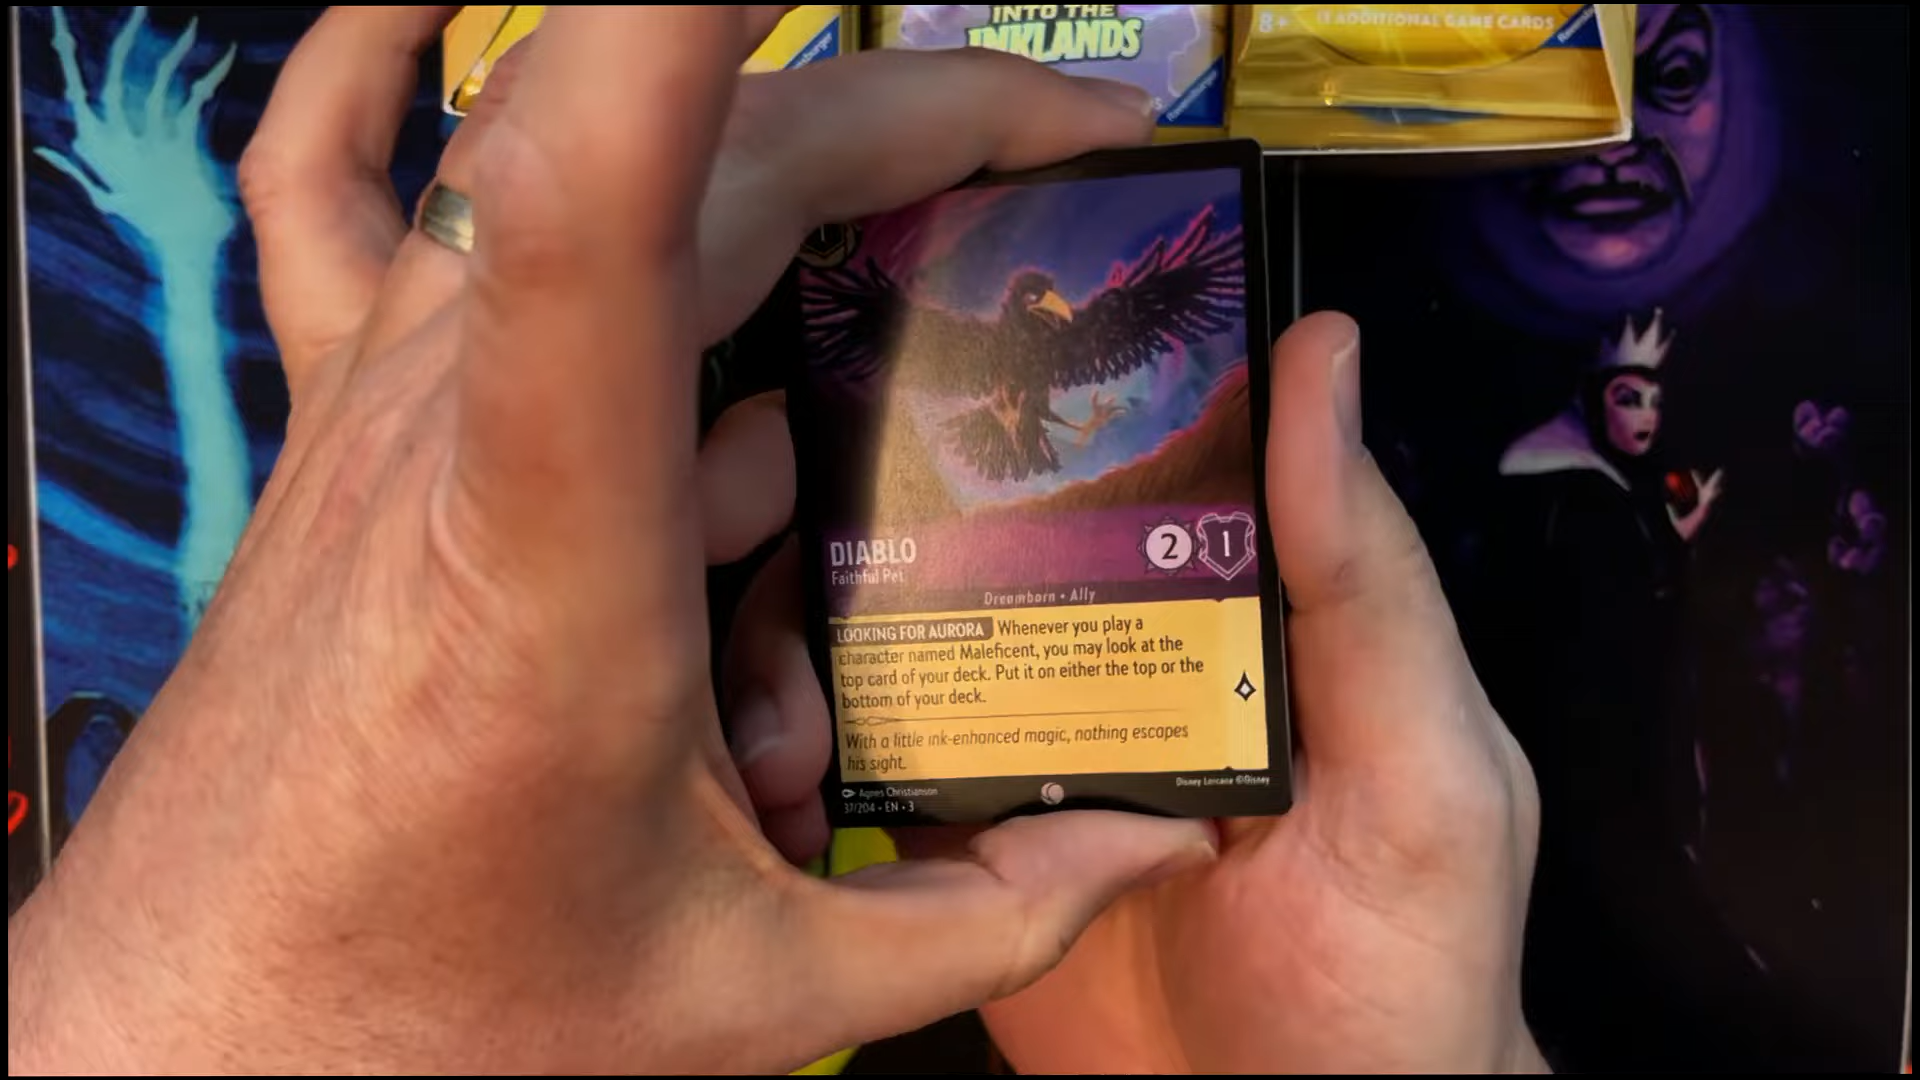 INTO THE
INKLANDS
8+
12 ADDITIONAL GAME CARDS
Ravensburger
1
DIABLO
2
1
Faithful Pet
Dreamborn • Ally
LOOKING FOR AURORA Whenever you play a
character named Maleficent, you may look at the
top card of your deck. Put it on either the top or the
bottom of your deck.
With a little ink-enhanced magic, nothing escapes
his sight.
Agnes Christianson
37/204 • EN • 3
Disney Lorcana ©Disney